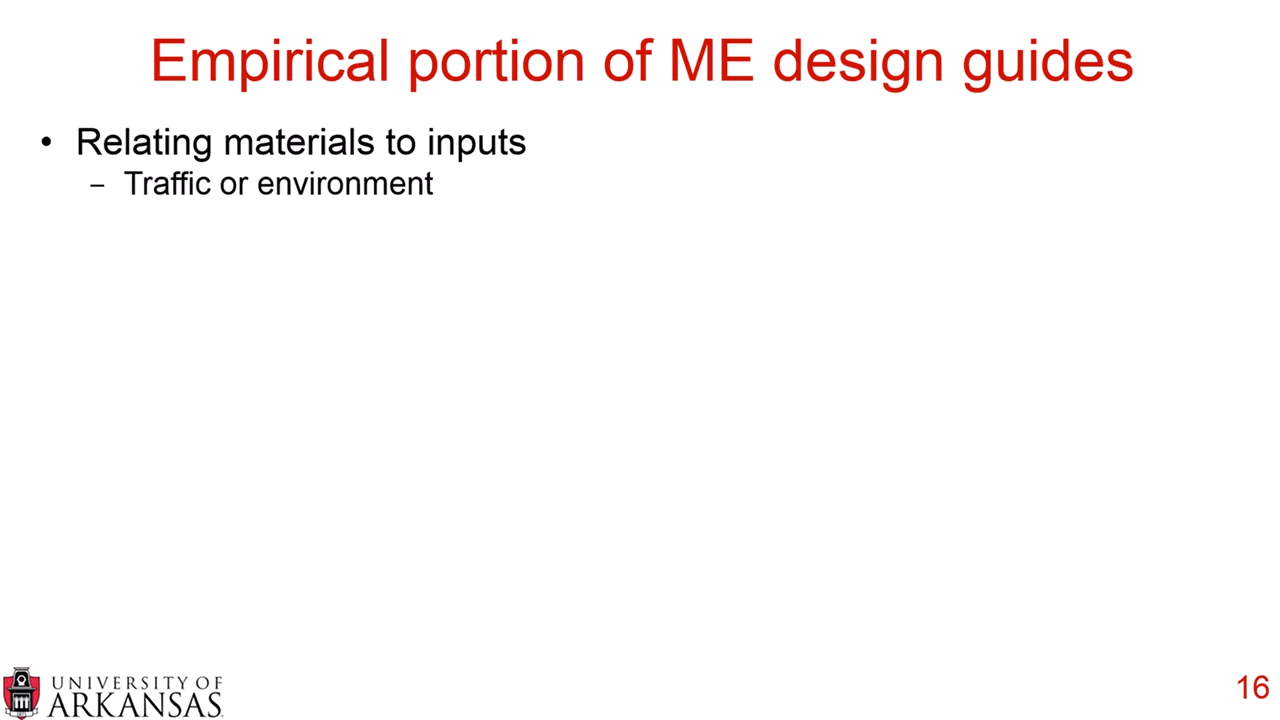 Empirical portion of ME design guides
• Relating materials to inputs
– Traffic or environment
UNIVERSITY OF
ARKANSAS
16